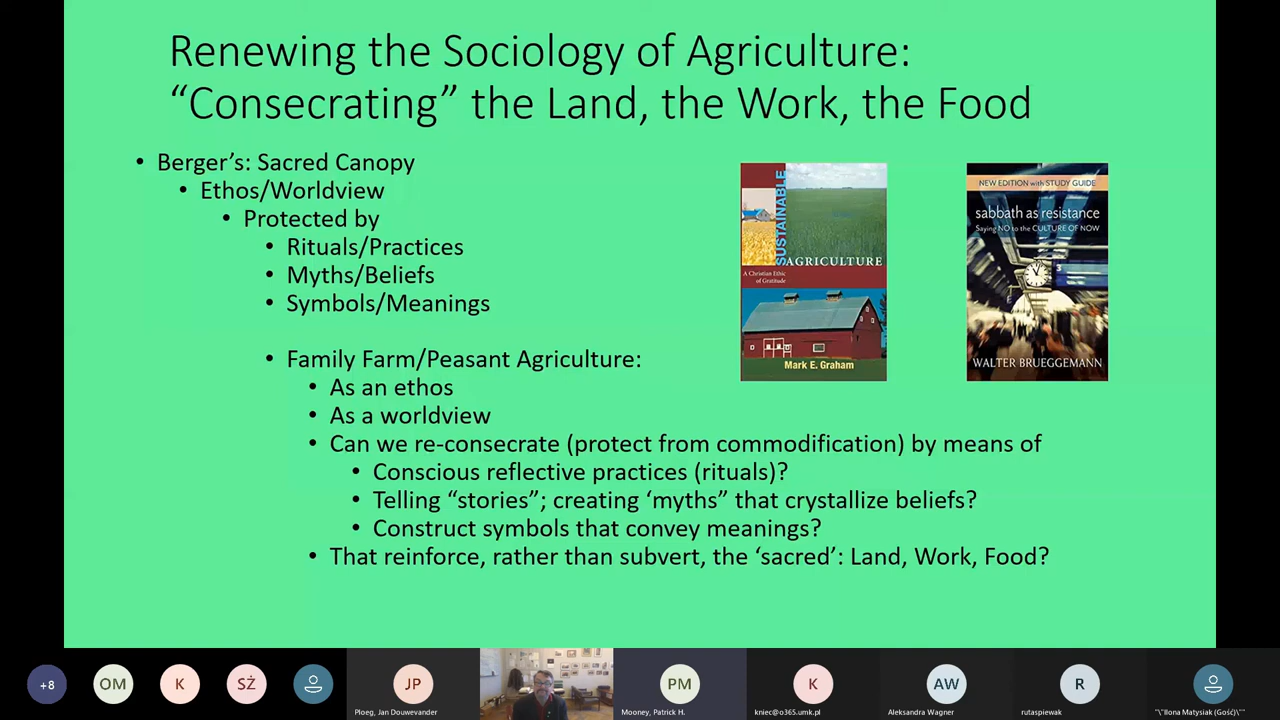 Renewing the Sociology of Agriculture:
“Consecrating” the Land, the Work, the Food
• Berger’s: Sacred Canopy
• Ethos/Worldview
• Protected by
• Rituals/Practices
• Myths/Beliefs
• Symbols/Meanings
• Family Farm/Peasant Agriculture:
• As an ethos
• As a worldview
• Can we re-consecrate (protect from commodification) by means of
• Conscious reflective practices (rituals)?
• Telling “stories”; creating ‘myths” that crystallize beliefs?
• Construct symbols that convey meanings?
• That reinforce, rather than subvert, the ‘sacred’: Land, Work, Food?
SUSTAINABLE
AGRICULTURE
A Christian Ethic
of Gratitude
Mark E. Graham
NEW EDITION with STUDY GUIDE
sabbath as resistance
Saying NO to the CULTURE OF NOW
WALTER BRUEGGEMANN
+8
OM
K
SŻ
JP
Ploeg, Jan Douwevander
PM
Mooney, Patrick H.
K
kniec@o365.umk.pl
AW
Aleksandra Wagner
R
rutaspiewak
"\"Ilona Matysiak (Gość)\""